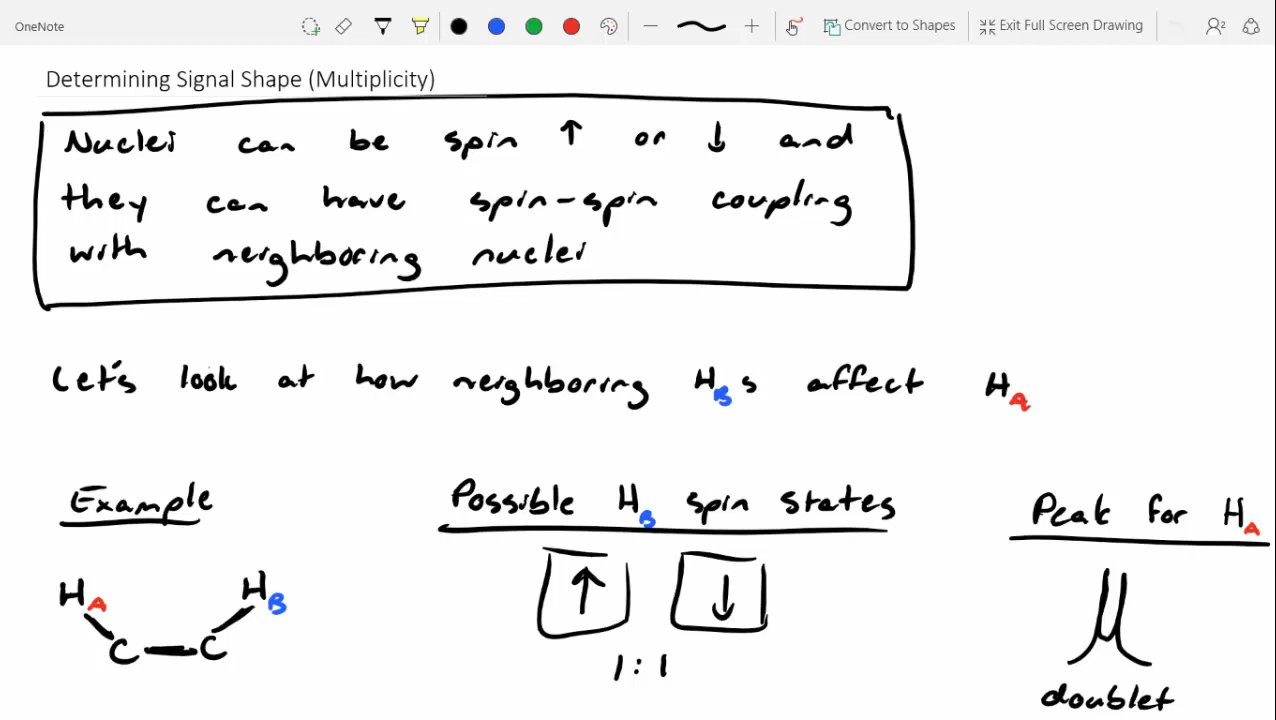 OneNote
Convert to Shapes
Exit Full Screen Drawing
Determining Signal Shape (Multiplicity)
Nuclei can be spin ↑ or ↓ and
they can have spin-spin coupling
with neighboring nuclei
Let's look at how neighboring HBs affect HA
Example
Possible HB spin states
Peak for HA
HA HB
↑ ↓
C — C
1 : 1
doublet